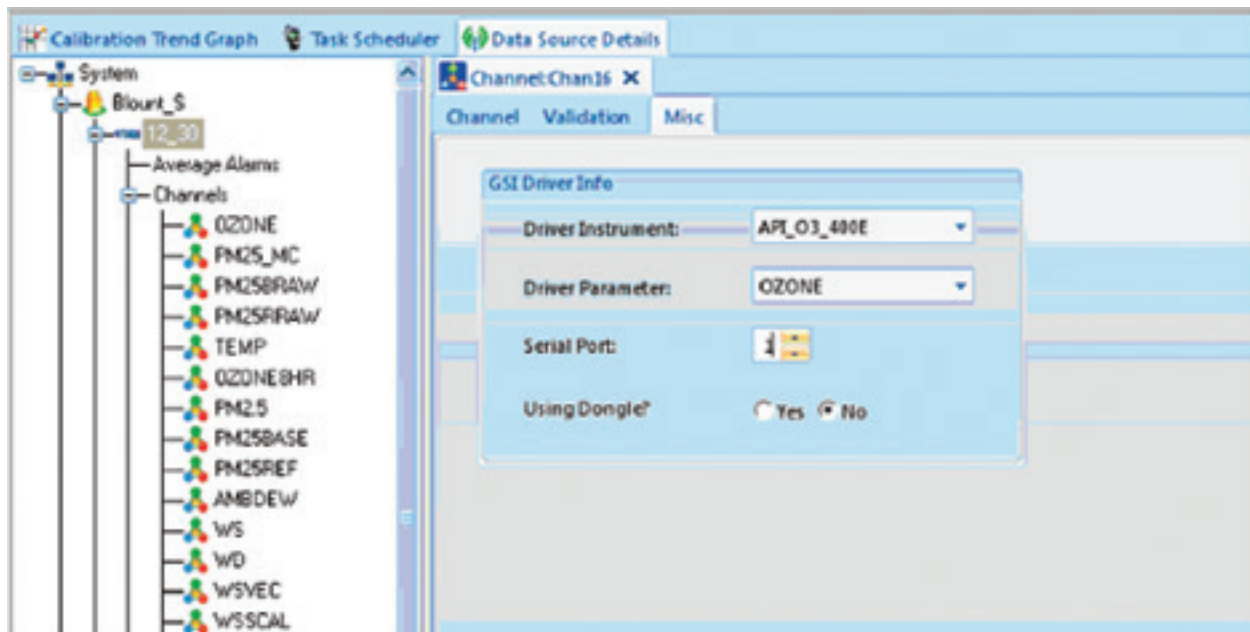 Calibration Trend Graph Task Scheduler Data Source Details
System
Blount_S
12_30
Average Alarms
Channels
OZONE
PM25_MC
PM25BRAW
PM25RRAW
TEMP
OZONE8HR
PM2.5
PM25BASE
PM25REF
AMBDEW
WS
WD
WSVEC
WSSCAL
Channel:Chan16
Channel Validation Misc
GSI Driver Info
Driver Instrument: API_O3_400E
Driver Parameter: OZONE
Serial Port: 1
Using Dongle? Yes No